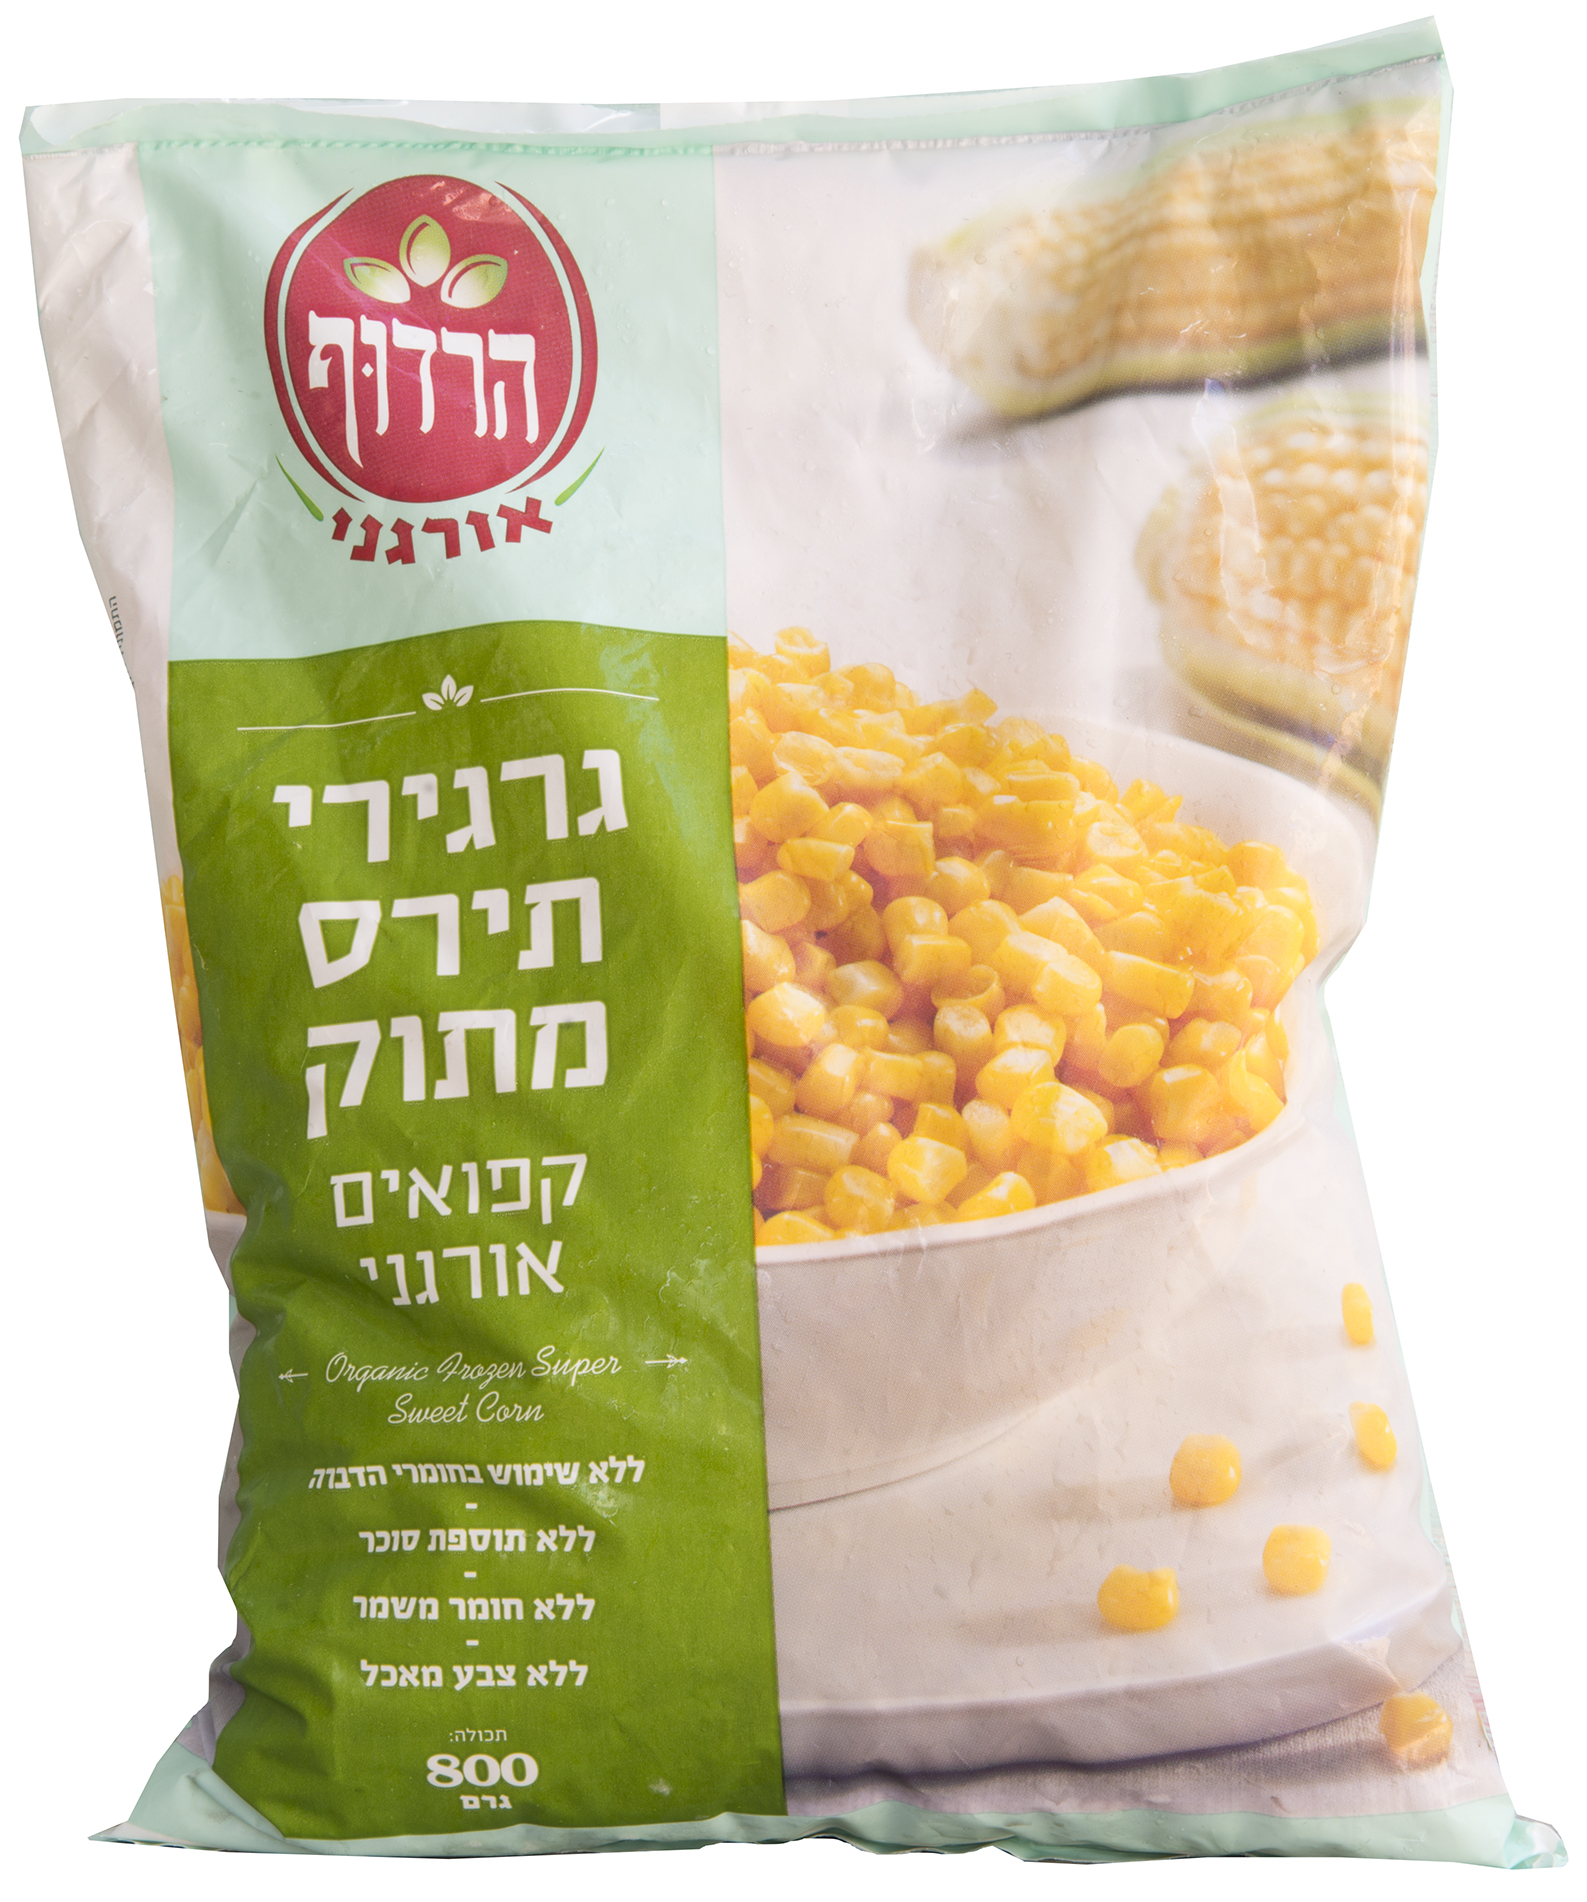 הרדוף
אורגני
גרגירי
תירס
מתוק
קפואים
אורגני
Organic Frozen Super
Sweet Corn
ללא שימוש בחומרי הדברה
-
ללא תוספת סוכר
-
ללא חומר משמר
-
ללא צבע מאכל
תכולה:
800
גרם